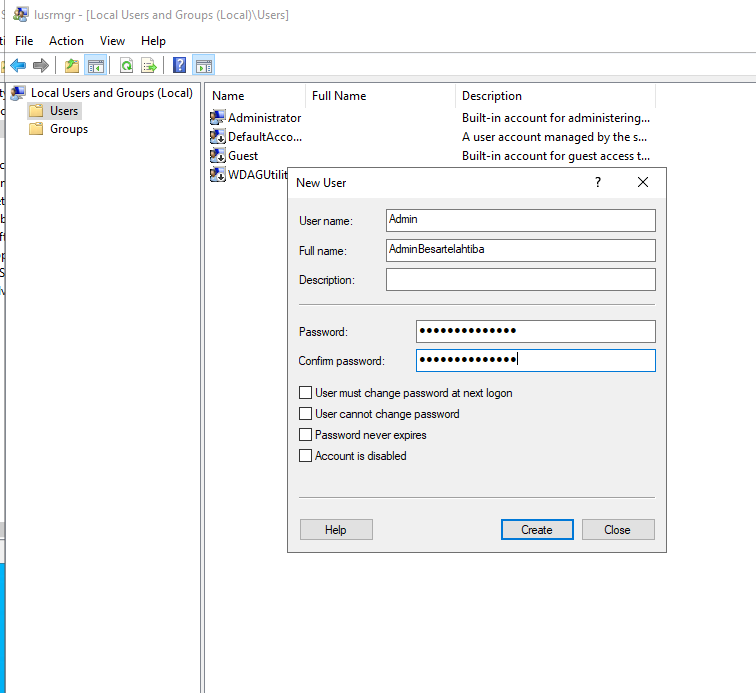 lusrmgr - [Local Users and Groups (Local)\Users]
File Action View Help
Local Users and Groups (Local)
Users
Groups
Name Full Name Description
Administrator Built-in account for administering...
DefaultAcco... A user account managed by the s...
Guest Built-in account for guest access t...
WDAGUtilit
New User ?
User name: Admin
Full name: AdminBesartelahtiba
Description:
Password: ••••••••••••••
Confirm password: ••••••••••••••
User must change password at next logon
User cannot change password
Password never expires
Account is disabled
Help Create Close